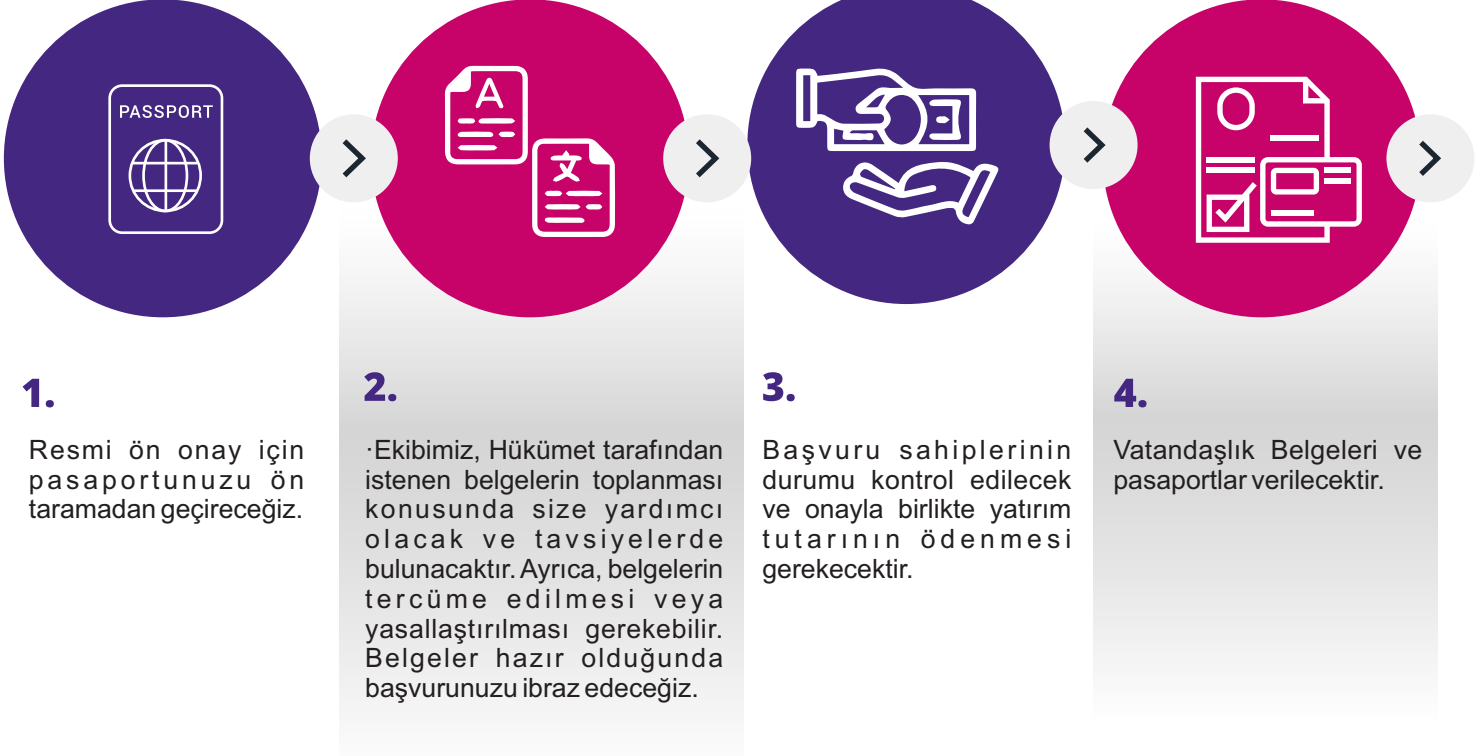 PASSPORT
A
文
1.
Resmi ön onay için
pasaportunuzu ön
taramadan geçireceğiz.
2.
·Ekibimiz, Hükümet tarafından
istenen belgelerin toplanması
konusunda size yardımcı
olacak ve tavsiyelerde
bulunacaktır. Ayrıca, belgelerin
tercüme edilmesi veya
yasallaştırılması gerekebilir.
Belgeler hazır olduğunda
başvurunuzu ibraz edeceğiz.
3.
Başvuru sahiplerinin
durumu kontrol edilecek
ve onayla birlikte yatırım
tutarının ödenmesi
gerekecektir.
4.
Vatandaşlık Belgeleri ve
pasaportlar verilecektir.